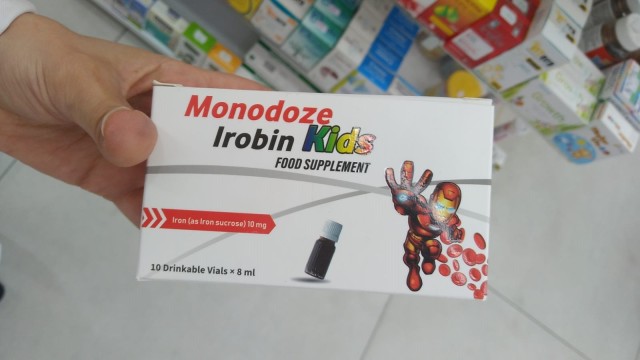 Monodoze
Irobin Kids
FOOD SUPPLEMENT
Iron (as Iron sucrose) 10 mg
10 Drinkable Vials × 8 ml